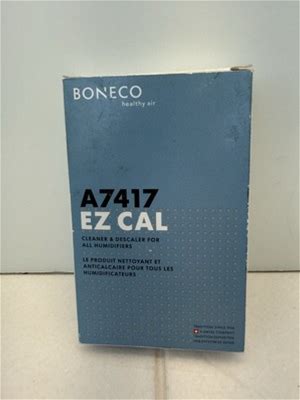 BONECO
healthy air
A7417
EZ CAL
CLEANER & DESCALER FOR
ALL HUMIDIFIERS
LE PRODUIT NETTOYANT ET
ANTICALCAIRE POUR TOUS LES
HUMIDIFICATEURS